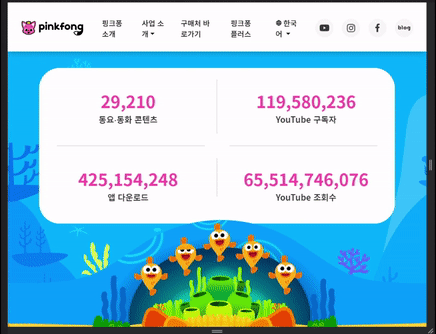 pinkfong
핑크퐁
소개
사업 소
개
구매처 바
로가기
핑크퐁
플러스
한국
어
blog
29,210
동요·동화 콘텐츠
119,580,236
YouTube 구독자
425,154,248
앱 다운로드
65,514,746,076
YouTube 조회수